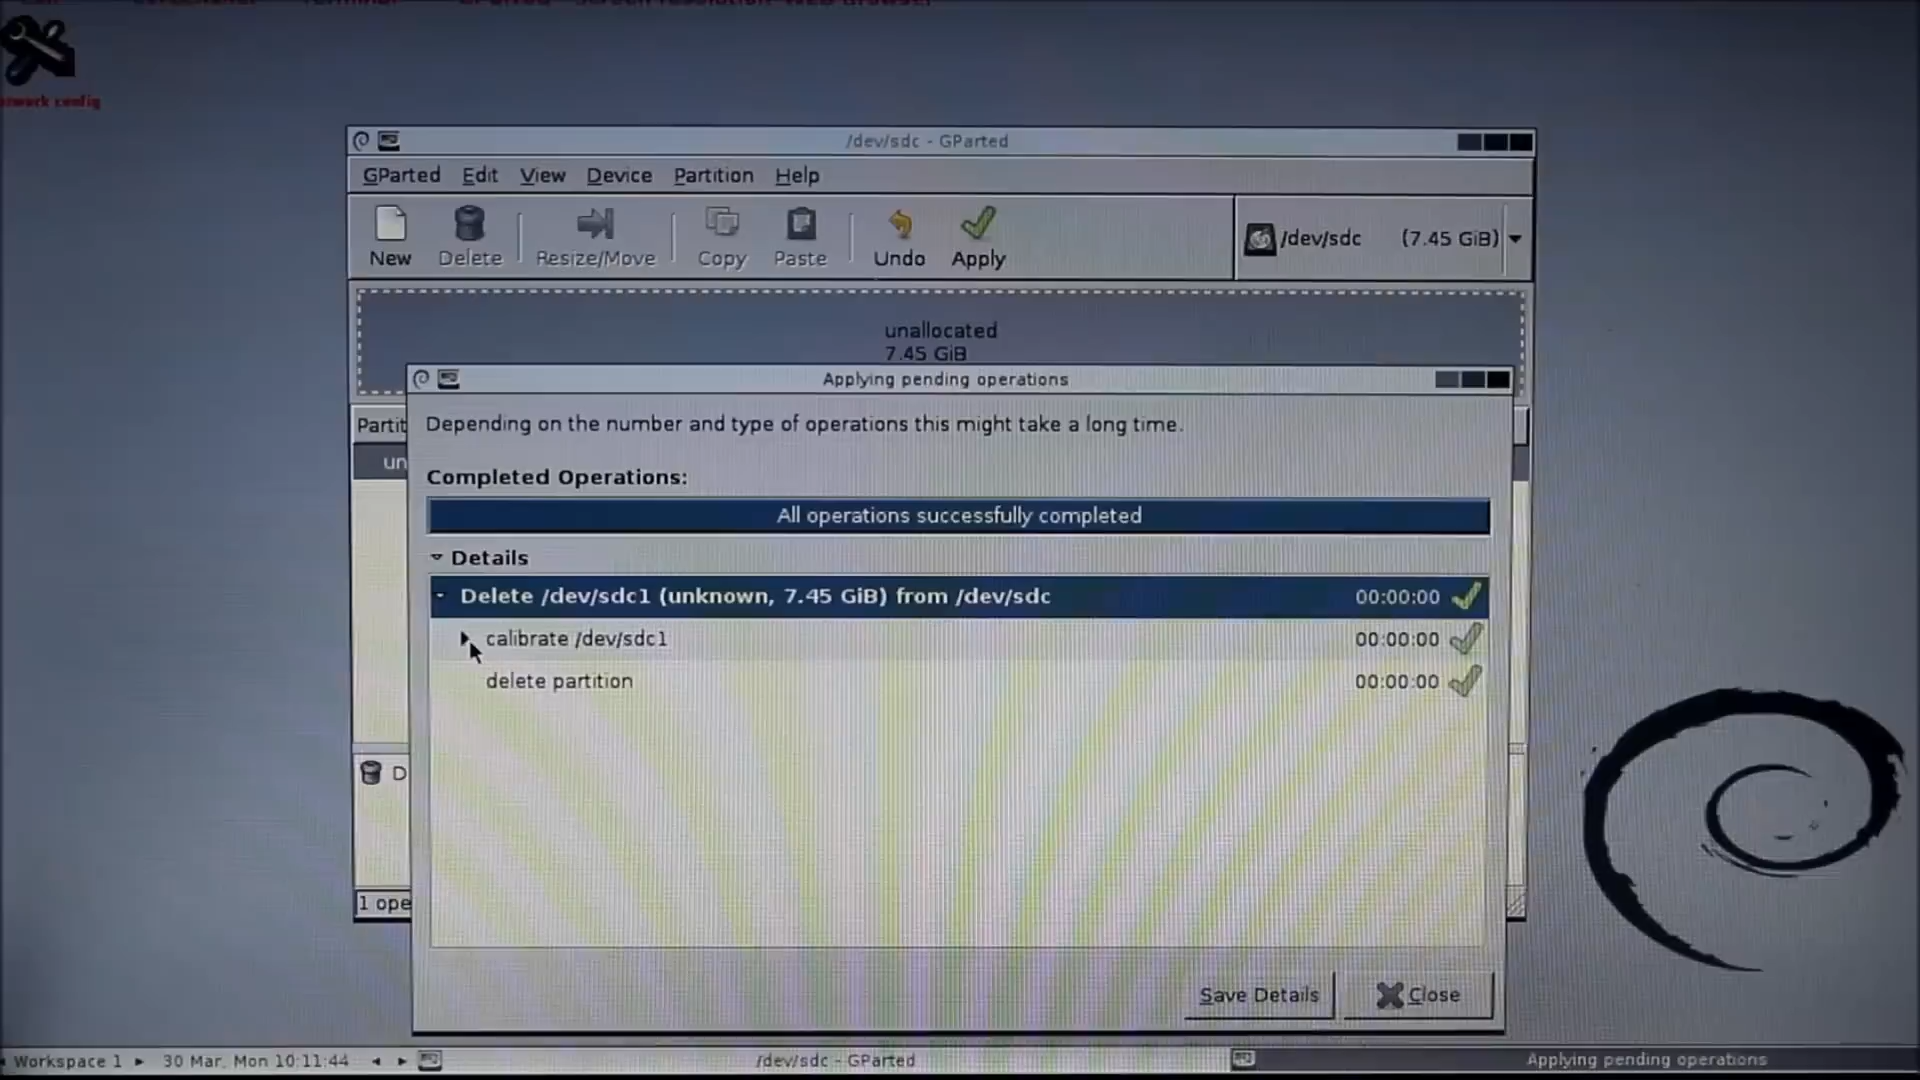 /dev/sdc - GParted
GParted Edit View Device Partition Help
New Delete Resize/Move Copy Paste Undo Apply
/dev/sdc (7.45 GiB)
unallocated
7.45 GiB
Applying pending operations
Depending on the number and type of operations this might take a long time.
Partit
Completed Operations:
un
All operations successfully completed
Details
Delete /dev/sdc1 (unknown, 7.45 GiB) from /dev/sdc 00:00:00
calibrate /dev/sdc1 00:00:00
delete partition 00:00:00
D
1 ope
Save Details Close
Workspace 1 30 Mar, Mon 10:11:44 /dev/sdc - GParted Applying pending operations